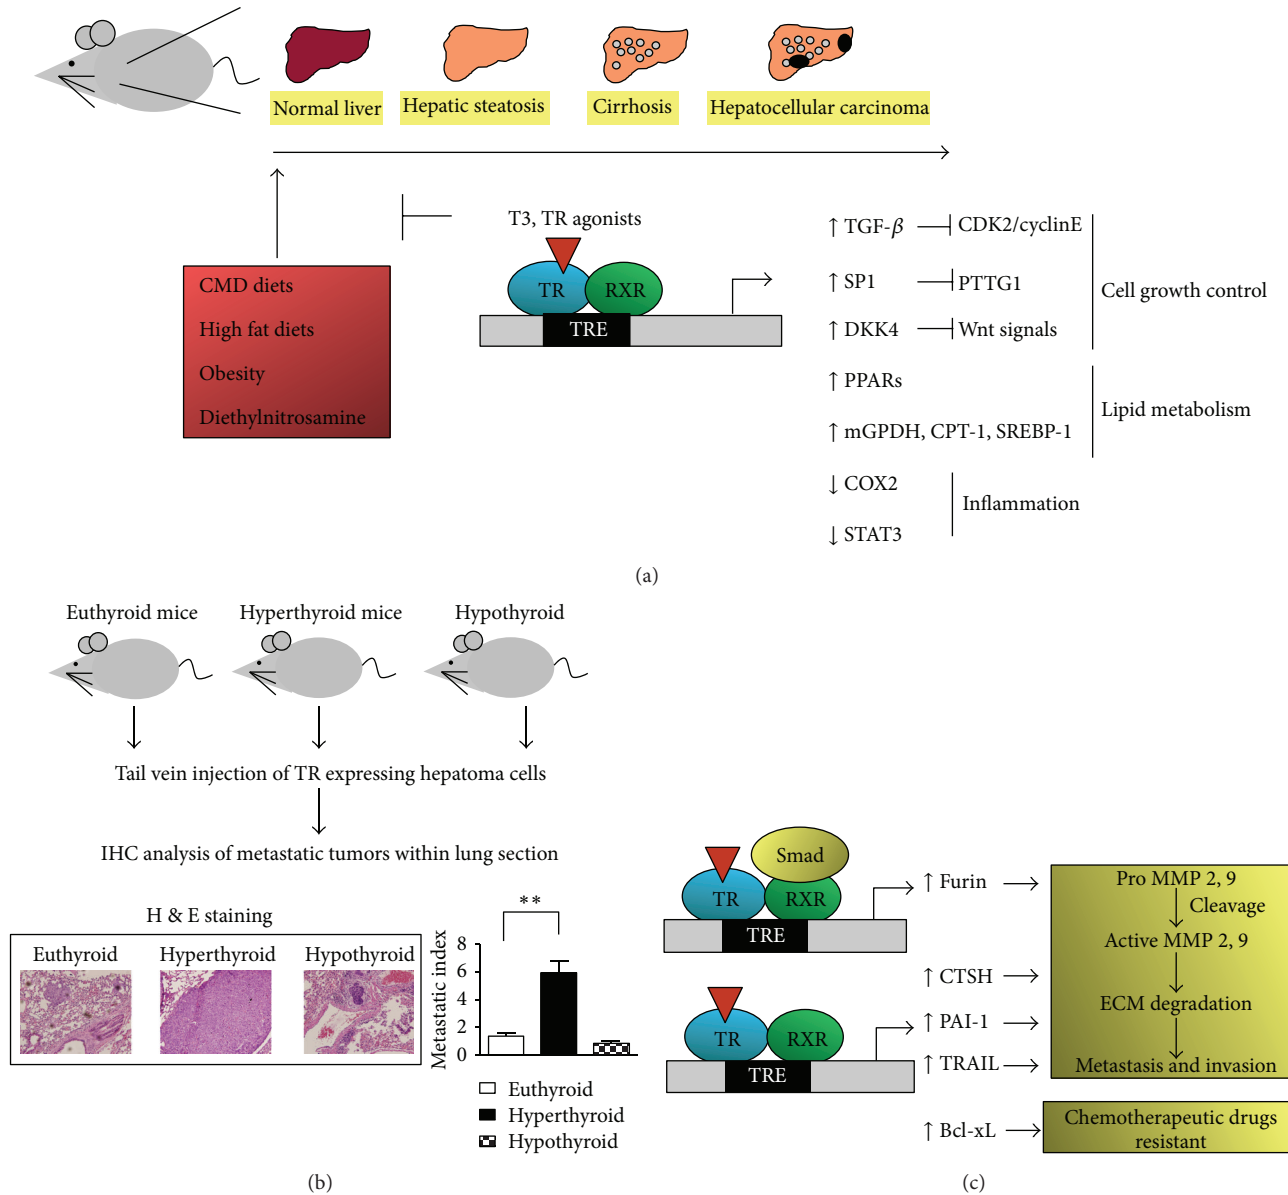 Normal liver
Hepatic steatosis
Cirrhosis
Hepatocellular carcinoma
CMD diets
High fat diets
Obesity
Diethylnitrosamine
T3, TR agonists
TR
RXR
TRE
↑ TGF-β
CDK2/cyclinE
↑ SP1
PTTG1
↑ DKK4
Wnt signals
Cell growth control
↑ PPARs
↑ mGPDH, CPT-1, SREBP-1
Lipid metabolism
↓ COX2
↓ STAT3
Inflammation
(a)
Euthyroid mice
Hyperthyroid mice
Hypothyroid
Tail vein injection of TR expressing hepatoma cells
IHC analysis of metastatic tumors within lung section
H & E staining
Euthyroid
Hyperthyroid
Hypothyroid
Metastatic index
8
6
4
2
0
**
Euthyroid
Hyperthyroid
Hypothyroid
(b)
Smad
TR
RXR
TRE
↑ Furin
↑ CTSH
TR
RXR
TRE
↑ PAI-1
↑ TRAIL
↑ Bcl-xL
Pro MMP 2, 9
Cleavage
Active MMP 2, 9
ECM degradation
Metastasis and invasion
Chemotherapeutic drugs
resistant
(c)